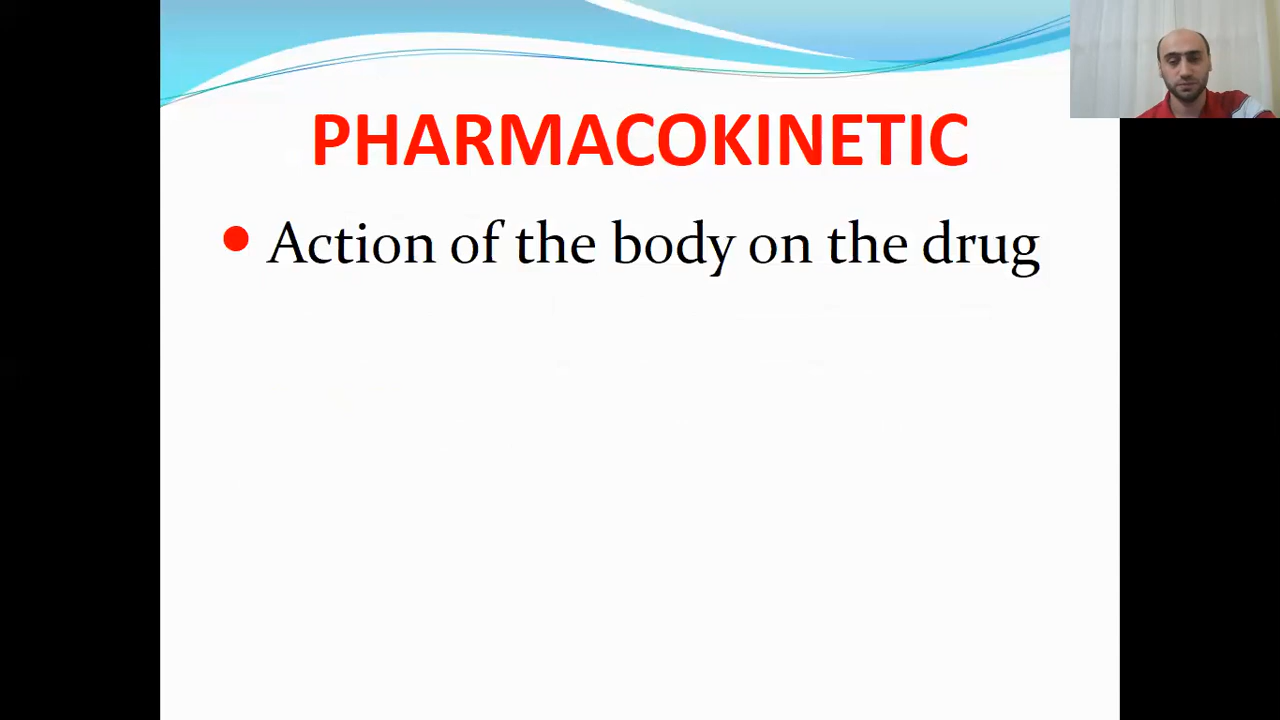 PHARMACOKINETIC
• Action of the body on the drug